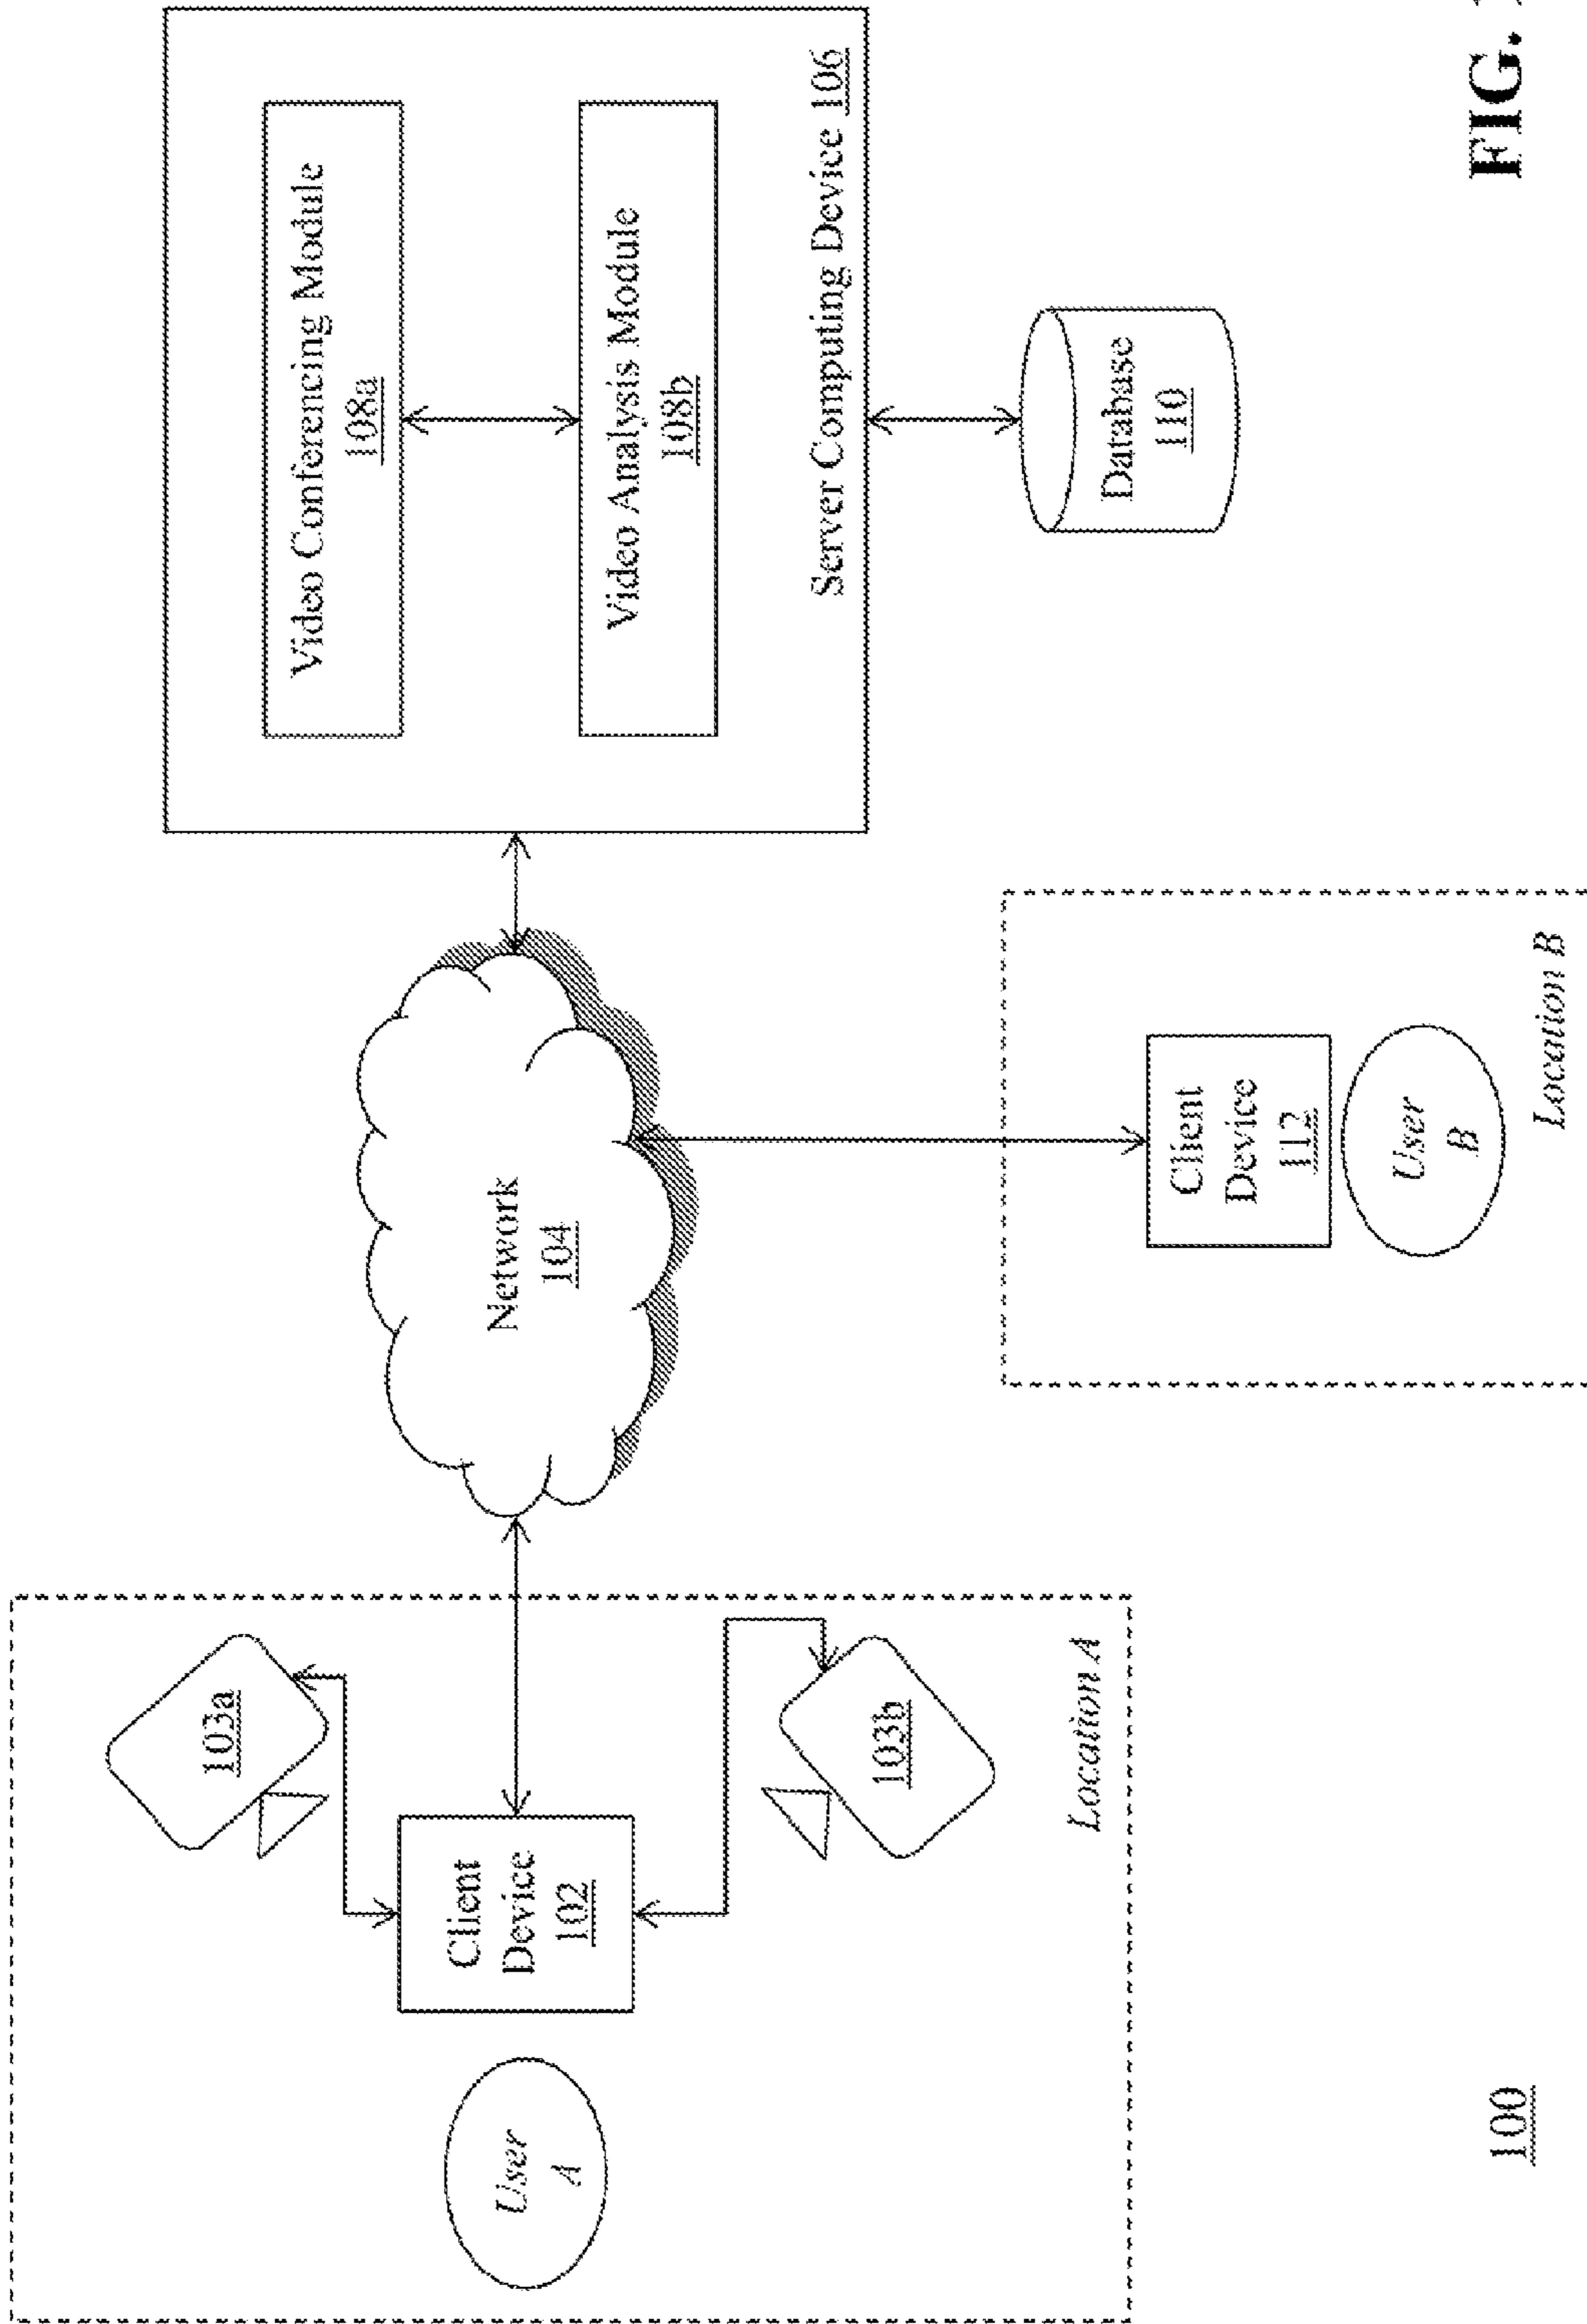 User
A
Client
Device
102
103a
103b
Location A
Network
104
Video Conferencing Module
108a
Video Analysis Module
108b
Server Computing Device 106
Database
110
Client
Device
112
User
B
Location B
100
FIG.